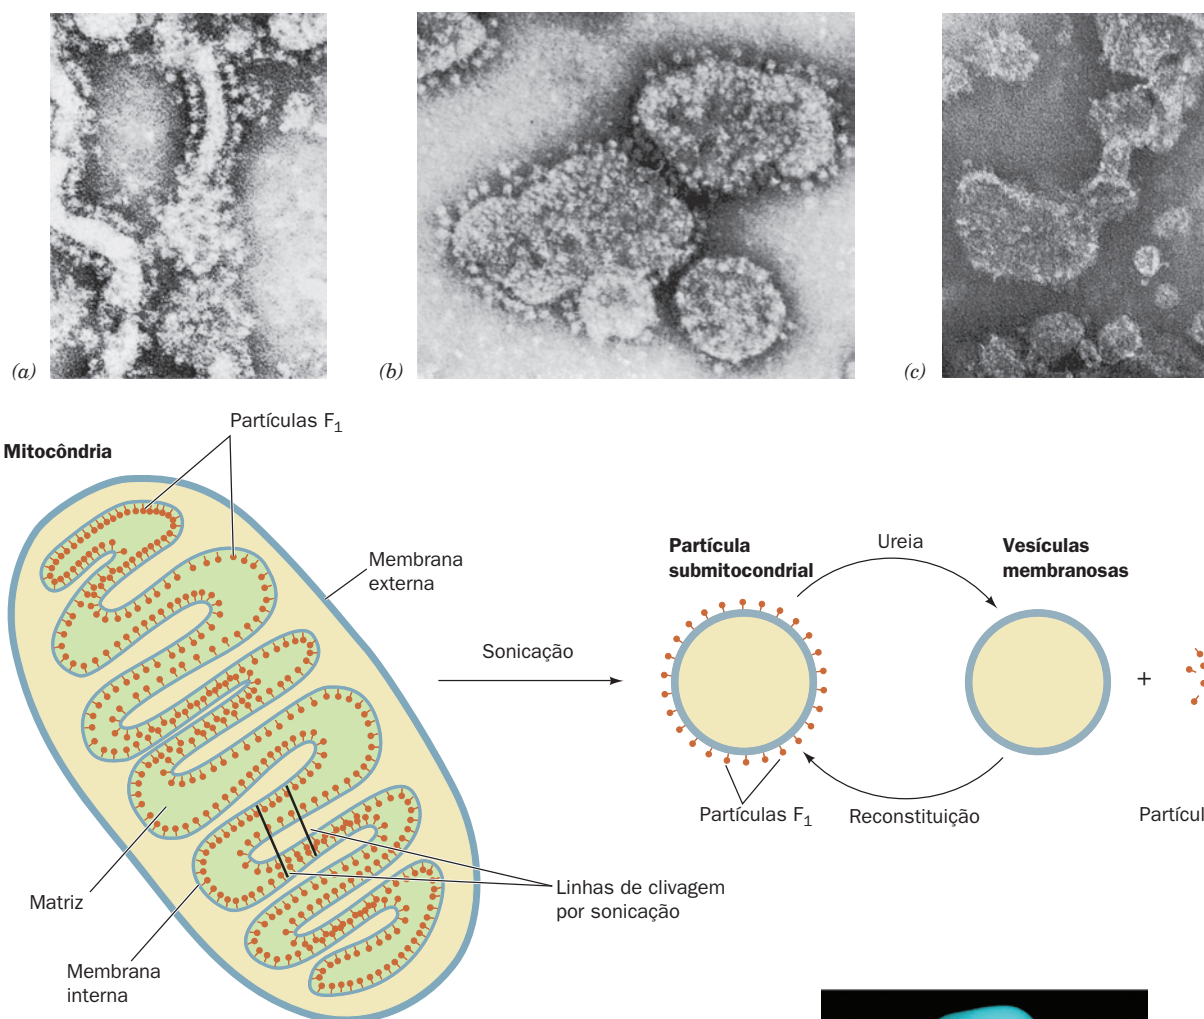 (a)
(b)
(c)
Partículas F1
Mitocôndria
Membrana
externa
Sonicação
Partícula
submitocondrial
Ureia
Vesículas
membranosas
+
Partículas F1
Reconstituição
Linhas de clivagem
por sonicação
Matriz
Membrana
interna